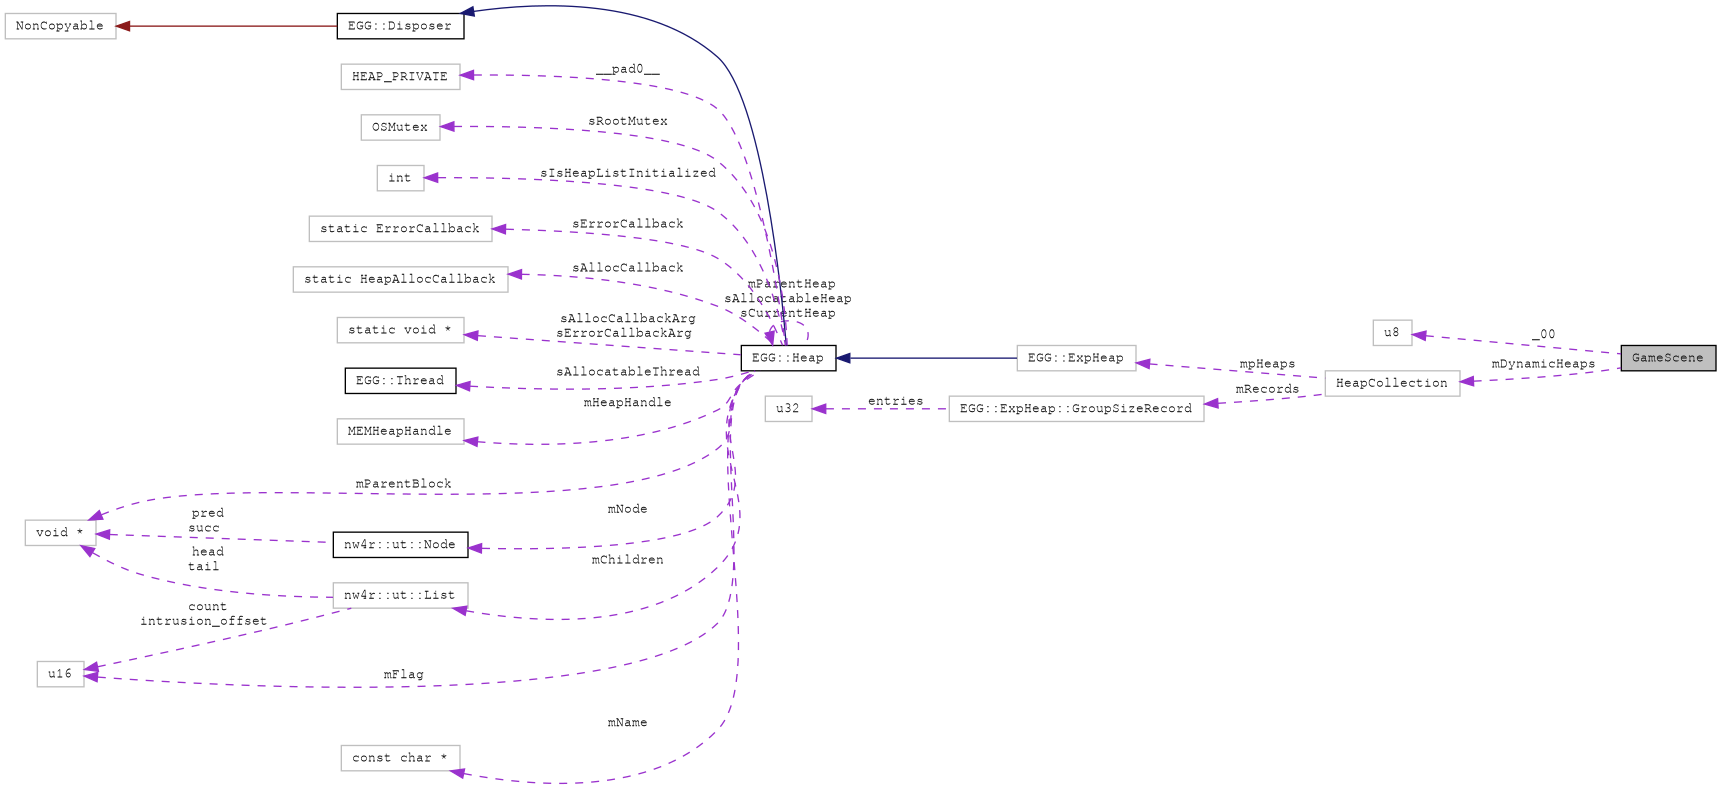 NonCopyable
EGG::Disposer
HEAP_PRIVATE
__pad0__
OSMutex
sRootMutex
int
sIsHeapListInitialized
static ErrorCallback
sErrorCallback
static HeapAllocCallback
sAllocCallback
mParentHeap
sAllocatableHeap
sCurrentHeap
static void *
sAllocCallbackArg
sErrorCallbackArg
EGG::Heap
EGG::ExpHeap
u8
_00
GameScene
mpHeaps
mDynamicHeaps
HeapCollection
mRecords
EGG::Thread
sAllocatableThread
u32
entries
EGG::ExpHeap::GroupSizeRecord
MEMHeapHandle
mHeapHandle
mParentBlock
void *
pred
succ
nw4r::ut::Node
mNode
head
tail
nw4r::ut::List
mChildren
count
intrusion_offset
u16
mFlag
mName
const char *